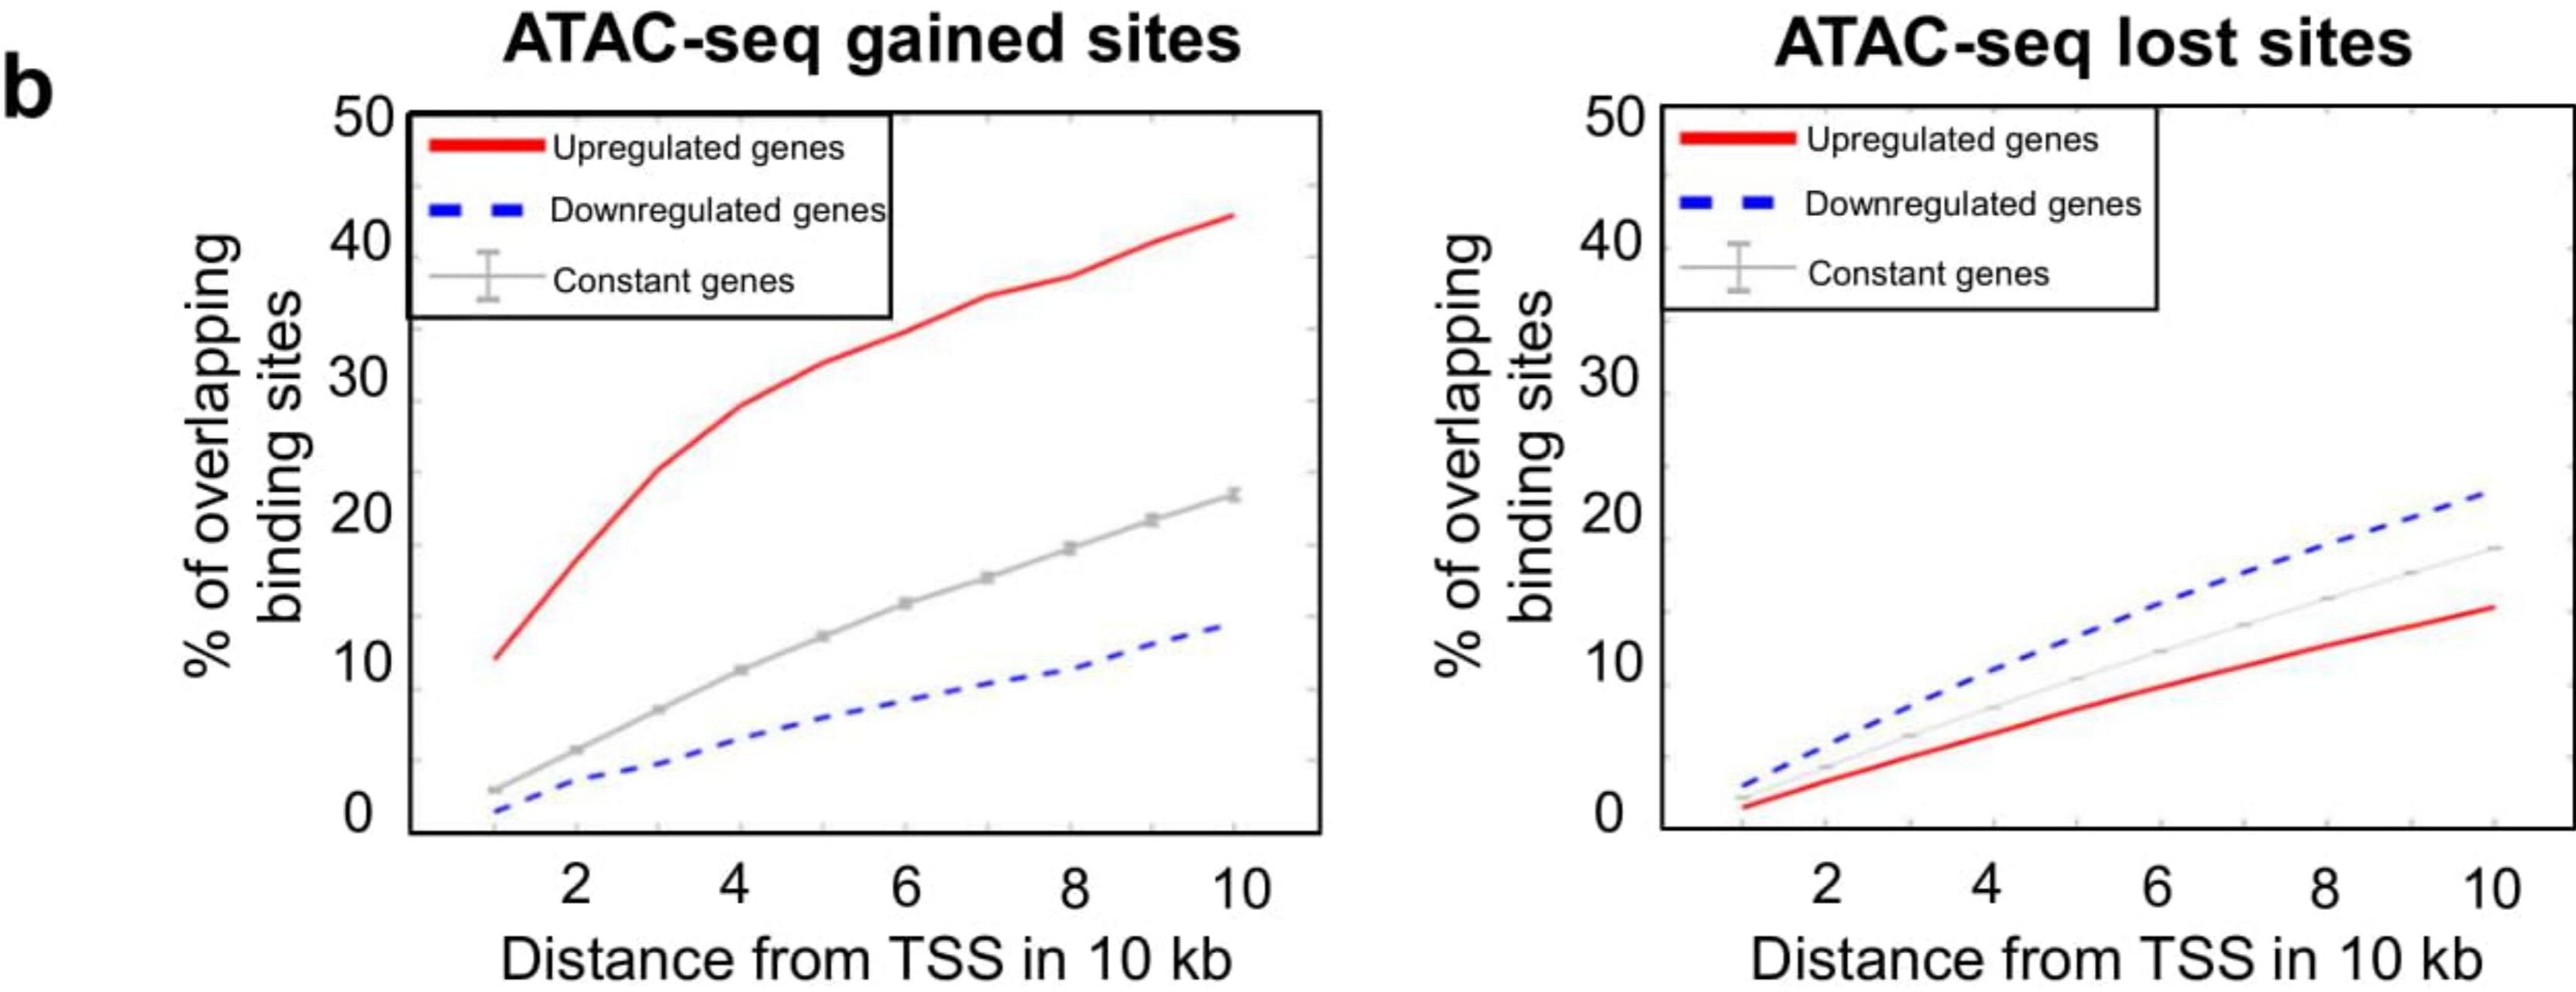 b
ATAC-seq gained sites
50
40
30
20
10
0
% of overlapping
binding sites
Upregulated genes
Downregulated genes
Constant genes
2 4 6 8 10
Distance from TSS in 10 kb
ATAC-seq lost sites
50
40
30
20
10
0
% of overlapping
binding sites
Upregulated genes
Downregulated genes
Constant genes
2 4 6 8 10
Distance from TSS in 10 kb